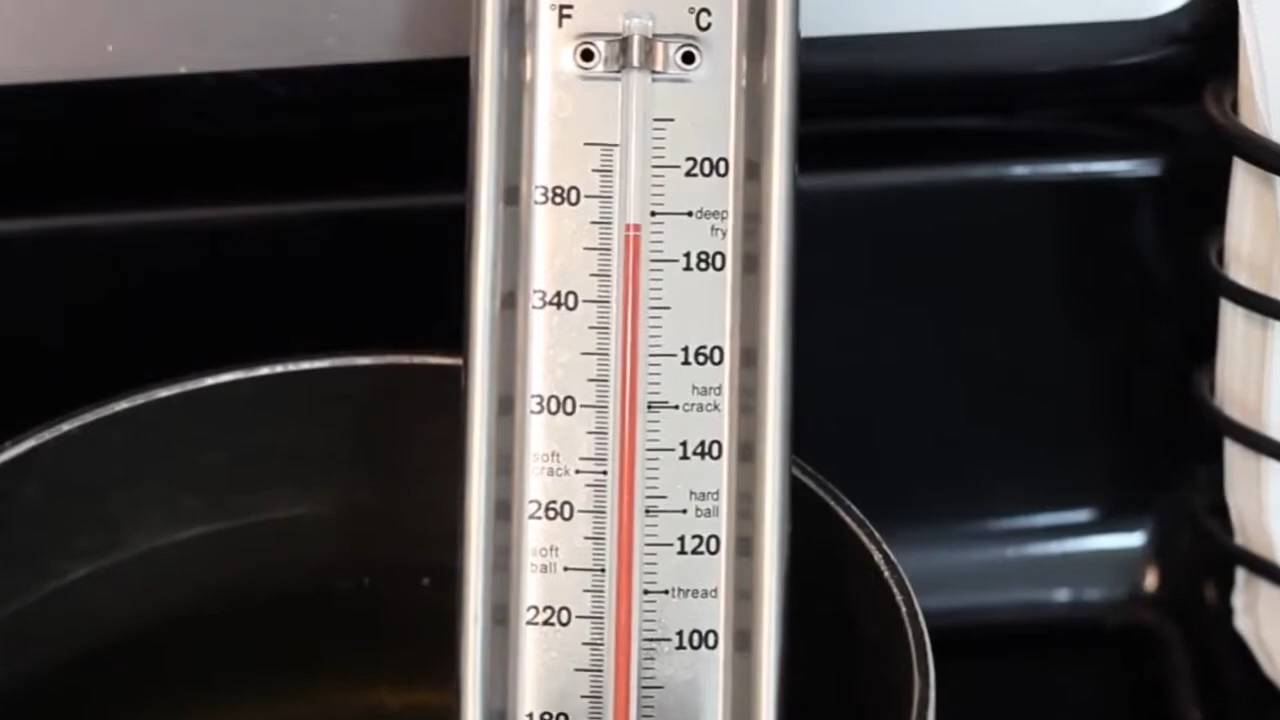 °F °C
200
380
deep
fry
180
340
160
hard
300
crack
140
soft
crack
hard
260
ball
120
soft
ball
thread
220
100
180